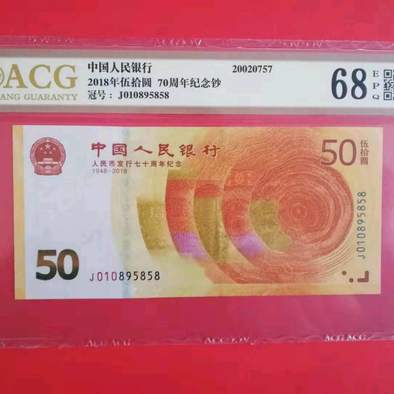 ACG
ANG GUARANTY
中国人民银行
20020757
2018年伍拾圆 70周年纪念钞
冠号：J010895858
68
E
P
Q
中国人民银行
人民币发行七十周年纪念
1948-2018
50
伍拾圆
J010895858
50
J010895858